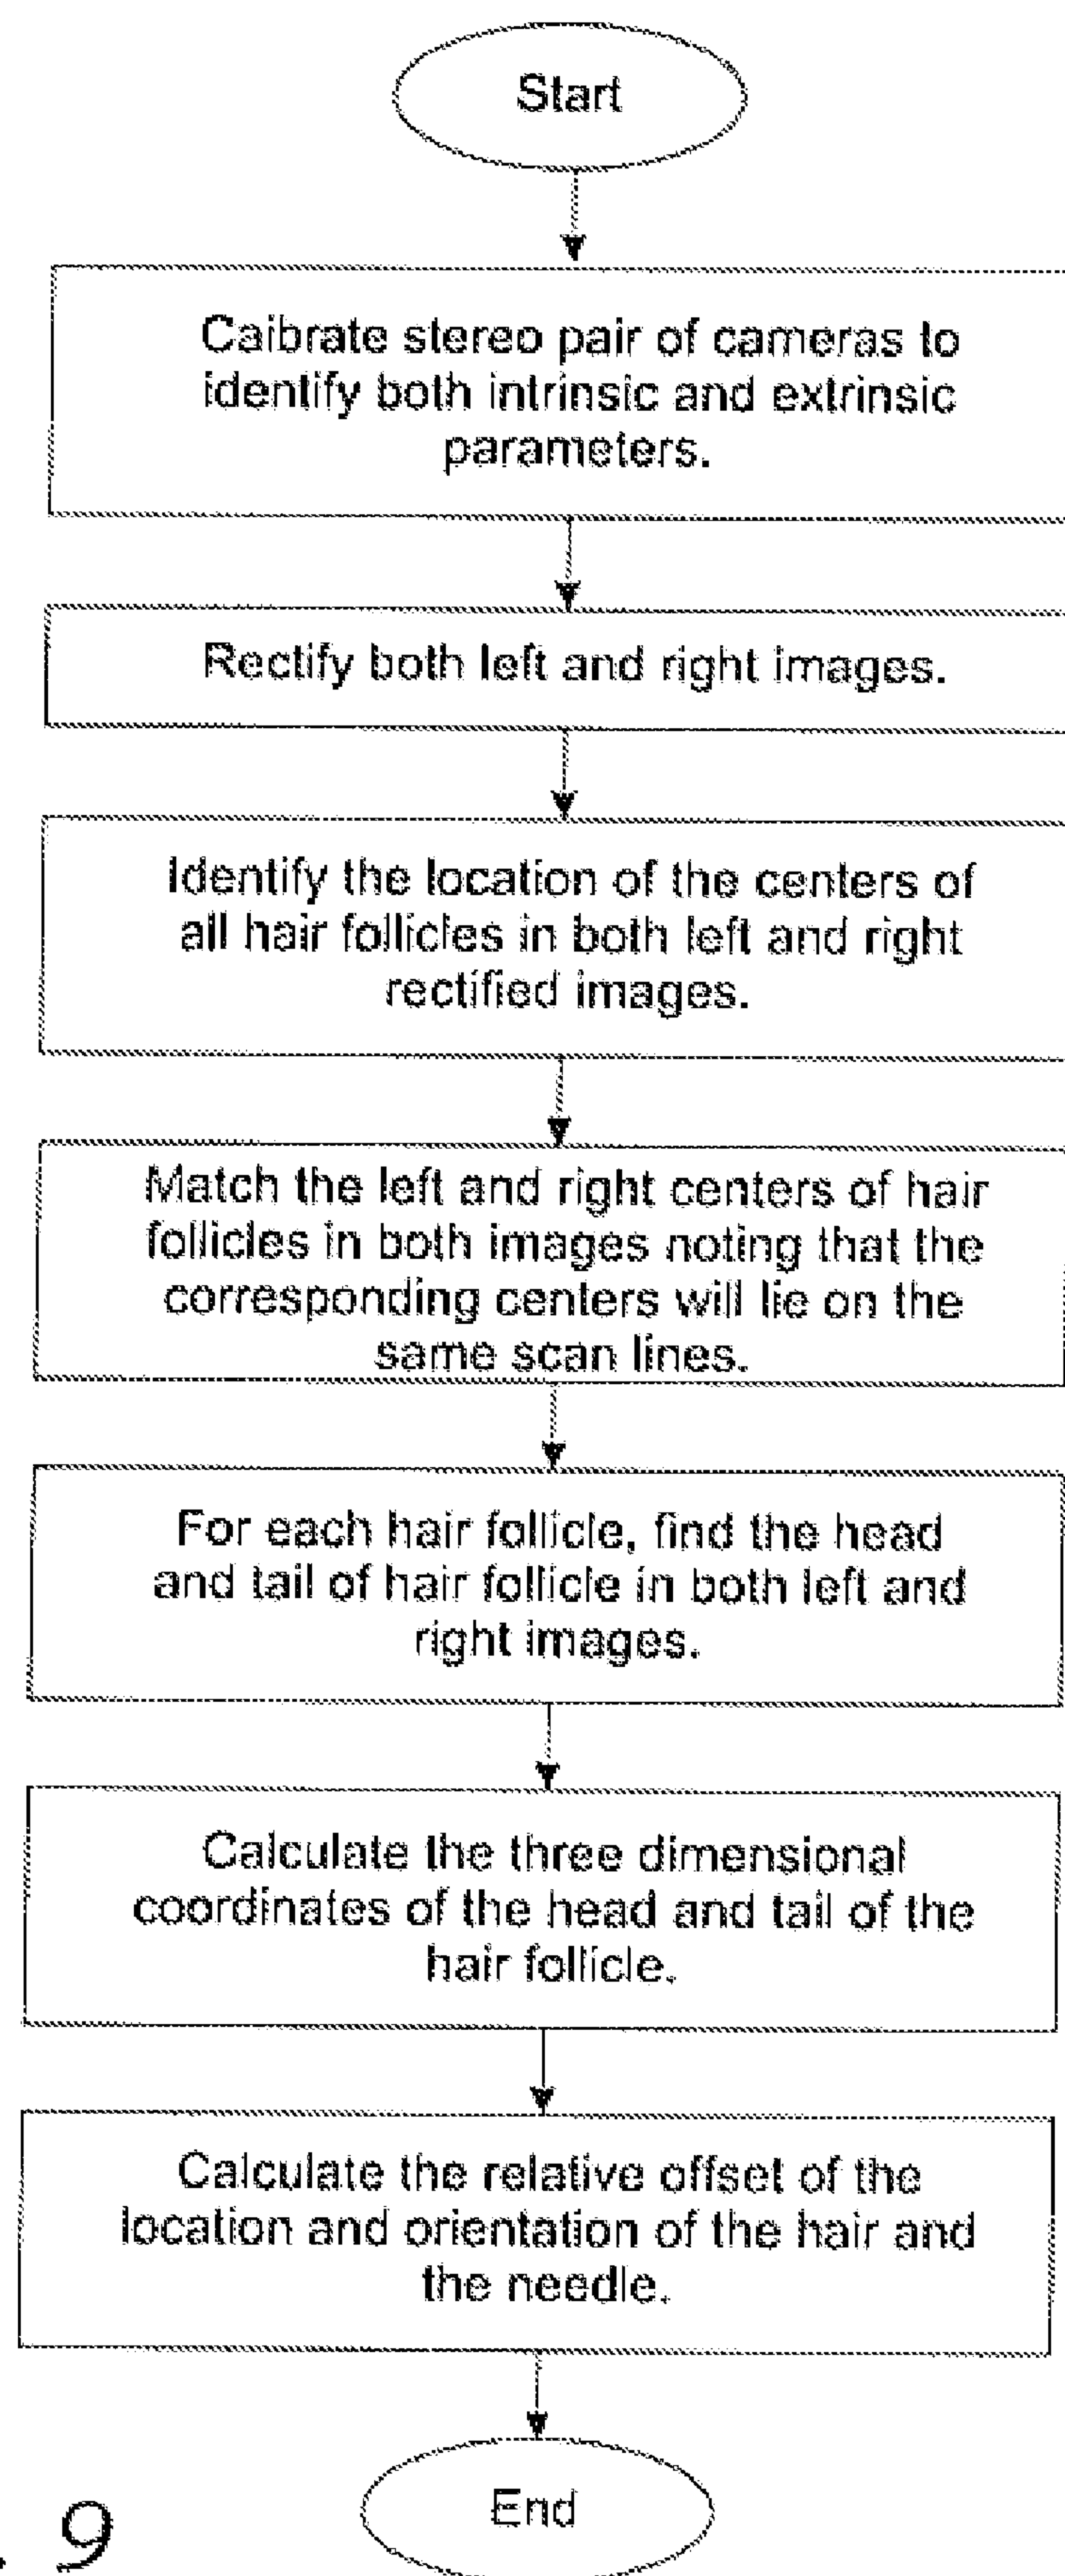 Start
Caibrate stereo pair of cameras to
identify both intrinsic and extrinsic
parameters.
Rectify both left and right images.
Identify the location of the centers of
all hair follicles in both left and right
rectified images.
Match the left and right centers of hair
follicles in both images noting that the
corresponding centers will lie on the
same scan lines.
For each hair follicle, find the head
and tail of hair follicle in both left and
right images.
Calculate the three dimensional
coordinates of the head and tail of the
hair follicle.
Calculate the relative offset of the
location and orientation of the hair and
the needle.
End
. 9